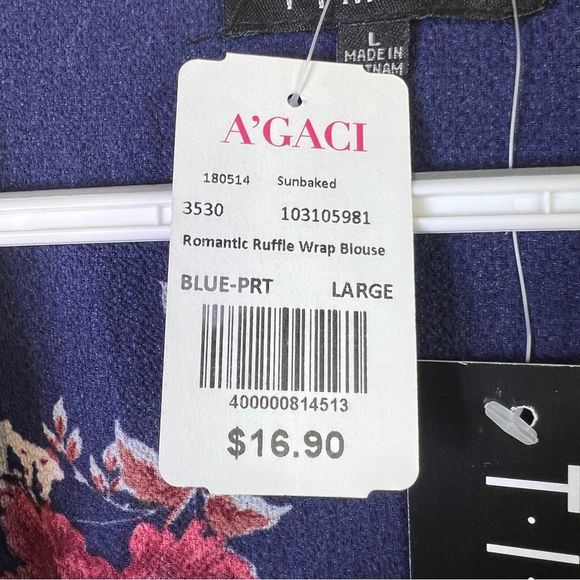 L
MADE IN
A'GACI
180514 Sunbaked
3530 103105981
Romantic Ruffle Wrap Blouse
BLUE-PRT LARGE
400000814513
$16.90